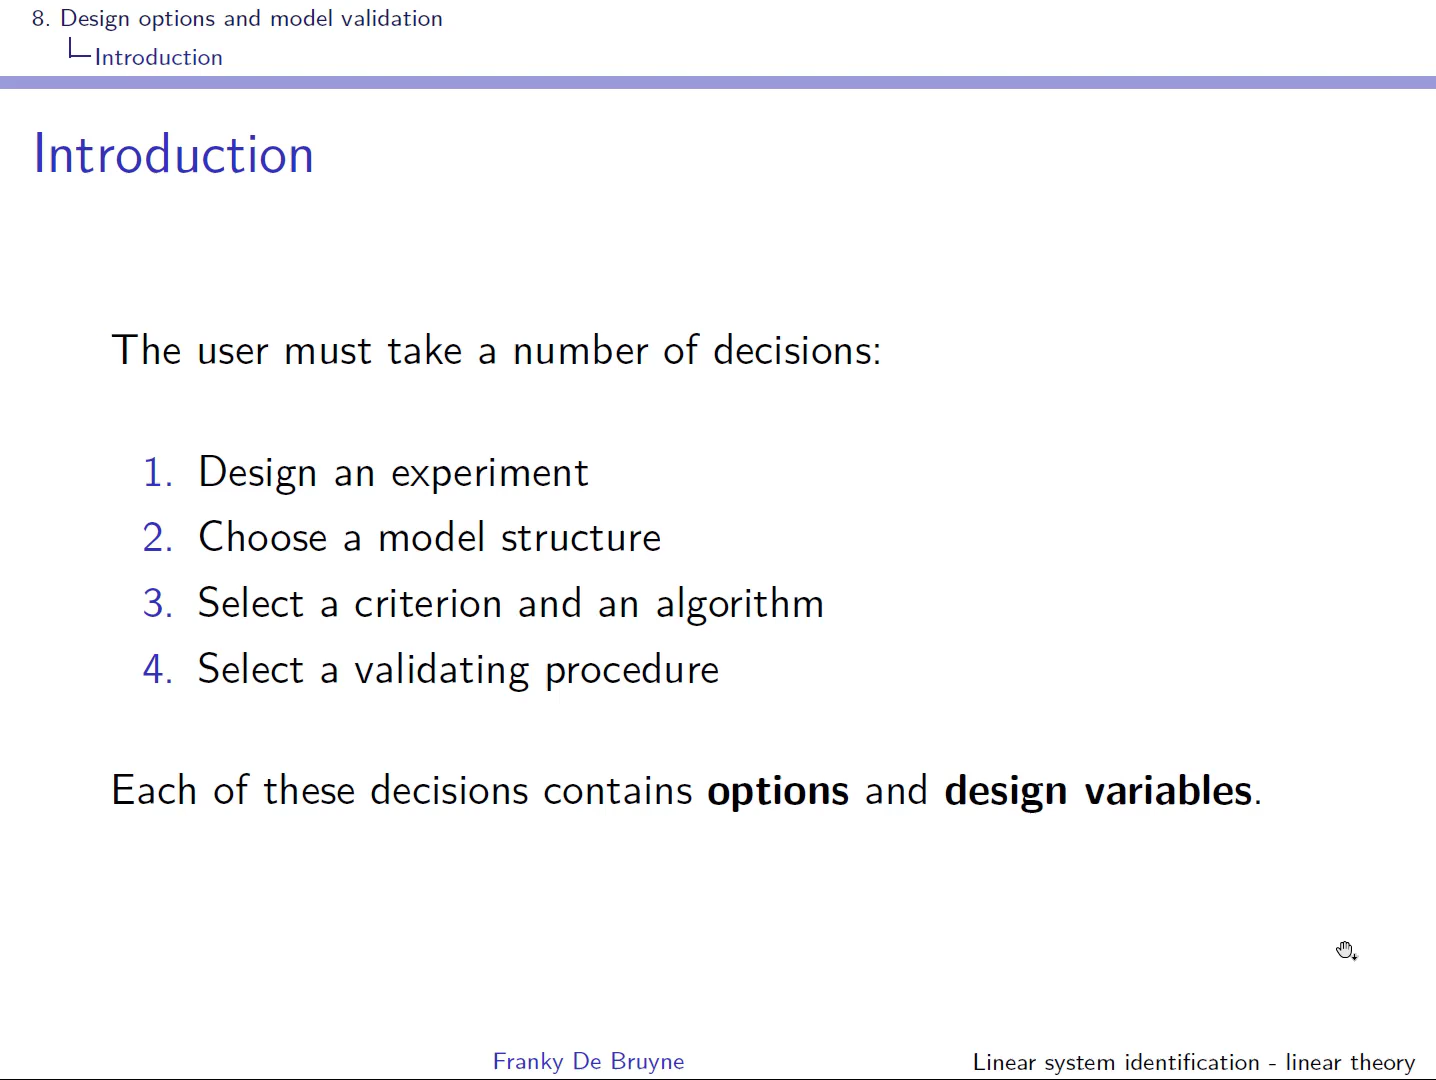 8. Design options and model validation
Introduction
Introduction
The user must take a number of decisions:
1. Design an experiment
2. Choose a model structure
3. Select a criterion and an algorithm
4. Select a validating procedure
Each of these decisions contains options and design variables.
Franky De Bruyne
Linear system identification - linear theory